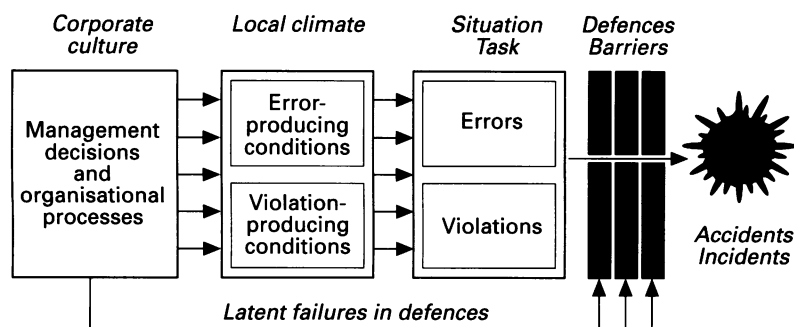 Corporate
culture
Local climate
Situation
Task
Defences
Barriers
Management
decisions
and
organisational
processes
Error-
producing
conditions
Violation-
producing
conditions
Errors
Violations
Accidents
Incidents
Latent failures in defences